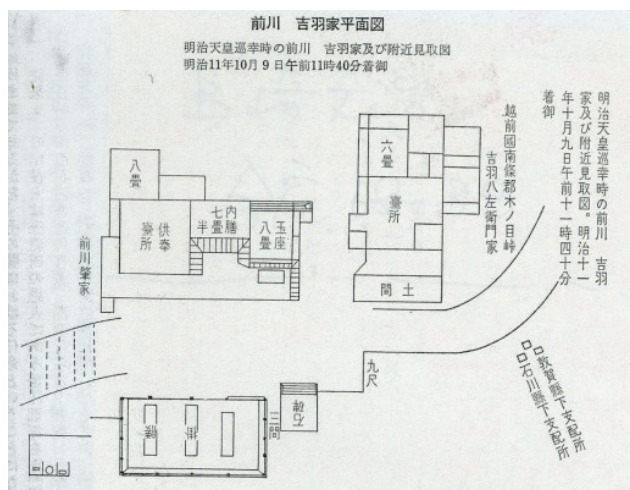 前川　吉羽家平面図
明治天皇巡幸時の前川　吉羽家及び附近見取図
明治11年10月9日午前11時40分着御
明治天皇巡幸時の前川　吉羽
家及び附近見取図。明治十一
年十月九日午前十一時四十分
着御
越前國南條郡木ノ目峠
吉羽八左衛門家
六畳
臺所
土間
八畳
玉座
八畳
内膳
七畳半
供奉
臺所
前川肇家
九尺
敦賀縣下支配所
石川縣下支配所
石碑
三間
腰
掛